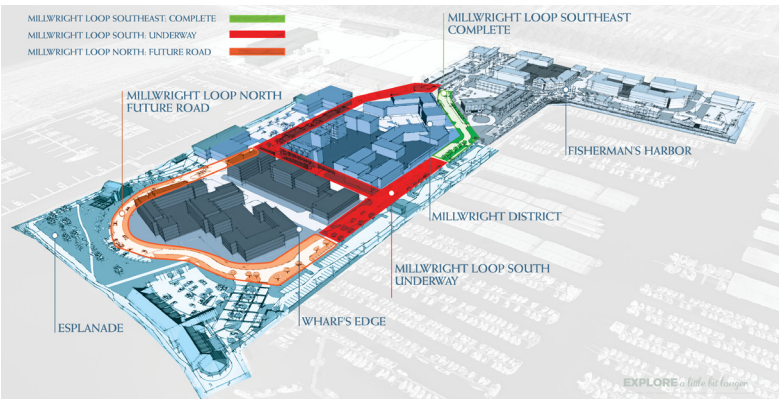 MILLWRIGHT LOOP SOUTHEAST: COMPLETE
MILLWRIGHT LOOP SOUTH: UNDERWAY
MILLWRIGHT LOOP NORTH: FUTURE ROAD
MILLWRIGHT LOOP SOUTHEAST
COMPLETE
MILLWRIGHT LOOP NORTH
FUTURE ROAD
FISHERMAN'S HARBOR
MILLWRIGHT DISTRICT
MILLWRIGHT LOOP SOUTH
UNDERWAY
WHARF'S EDGE
ESPLANADE
EXPLORE a little bit longer